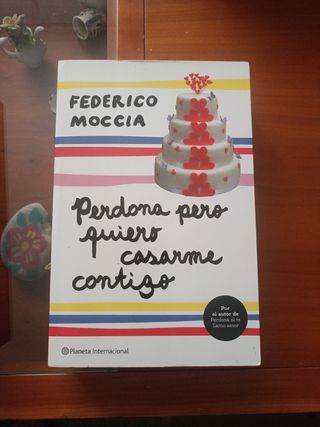 FEDERICO
MOCCIA
Perdona pero
quiero
casarme
contigo
Por
el autor de
Perdona si te
llamo amor
Planeta Internacional